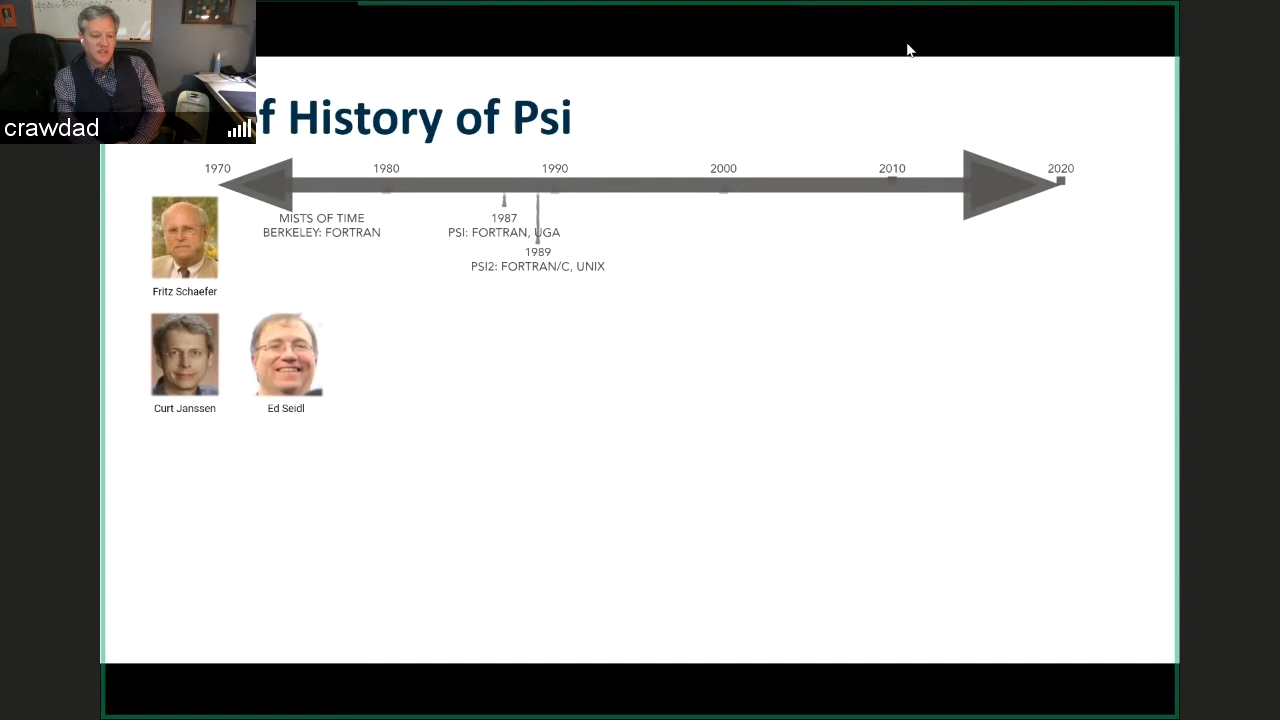 crawdad
f History of Psi
1970 1980 1990 2000 2010 2020
MISTS OF TIME
BERKELEY: FORTRAN
1987
PSI: FORTRAN, UGA
1989
PSI2: FORTRAN/C, UNIX
Fritz Schaefer
Curt Janssen
Ed Seidl